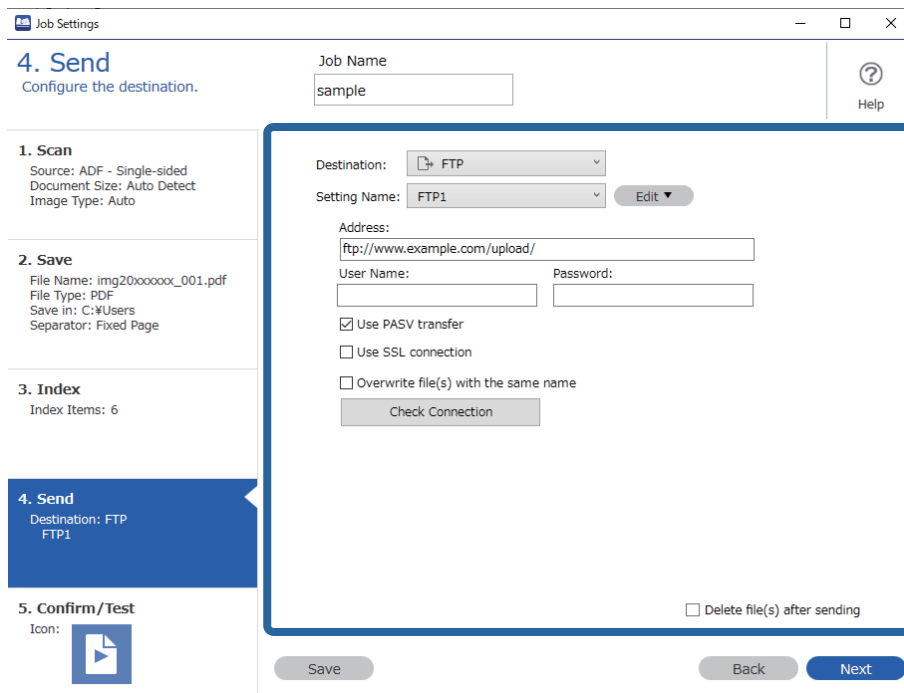 Job Settings
4. Send
Configure the destination.
Job Name
sample
Help
1. Scan
Source: ADF - Single-sided
Document Size: Auto Detect
Image Type: Auto
2. Save
File Name: img20xxxxxx_001.pdf
File Type: PDF
Save in: C:¥Users
Separator: Fixed Page
3. Index
Index Items: 6
4. Send
Destination: FTP
FTP1
5. Confirm/Test
Icon:
Destination: FTP
Setting Name: FTP1 Edit ▼
Address:
ftp://www.example.com/upload/
User Name: Password:
Use PASV transfer
Use SSL connection
Overwrite file(s) with the same name
Check Connection
Delete file(s) after sending
Save Back Next